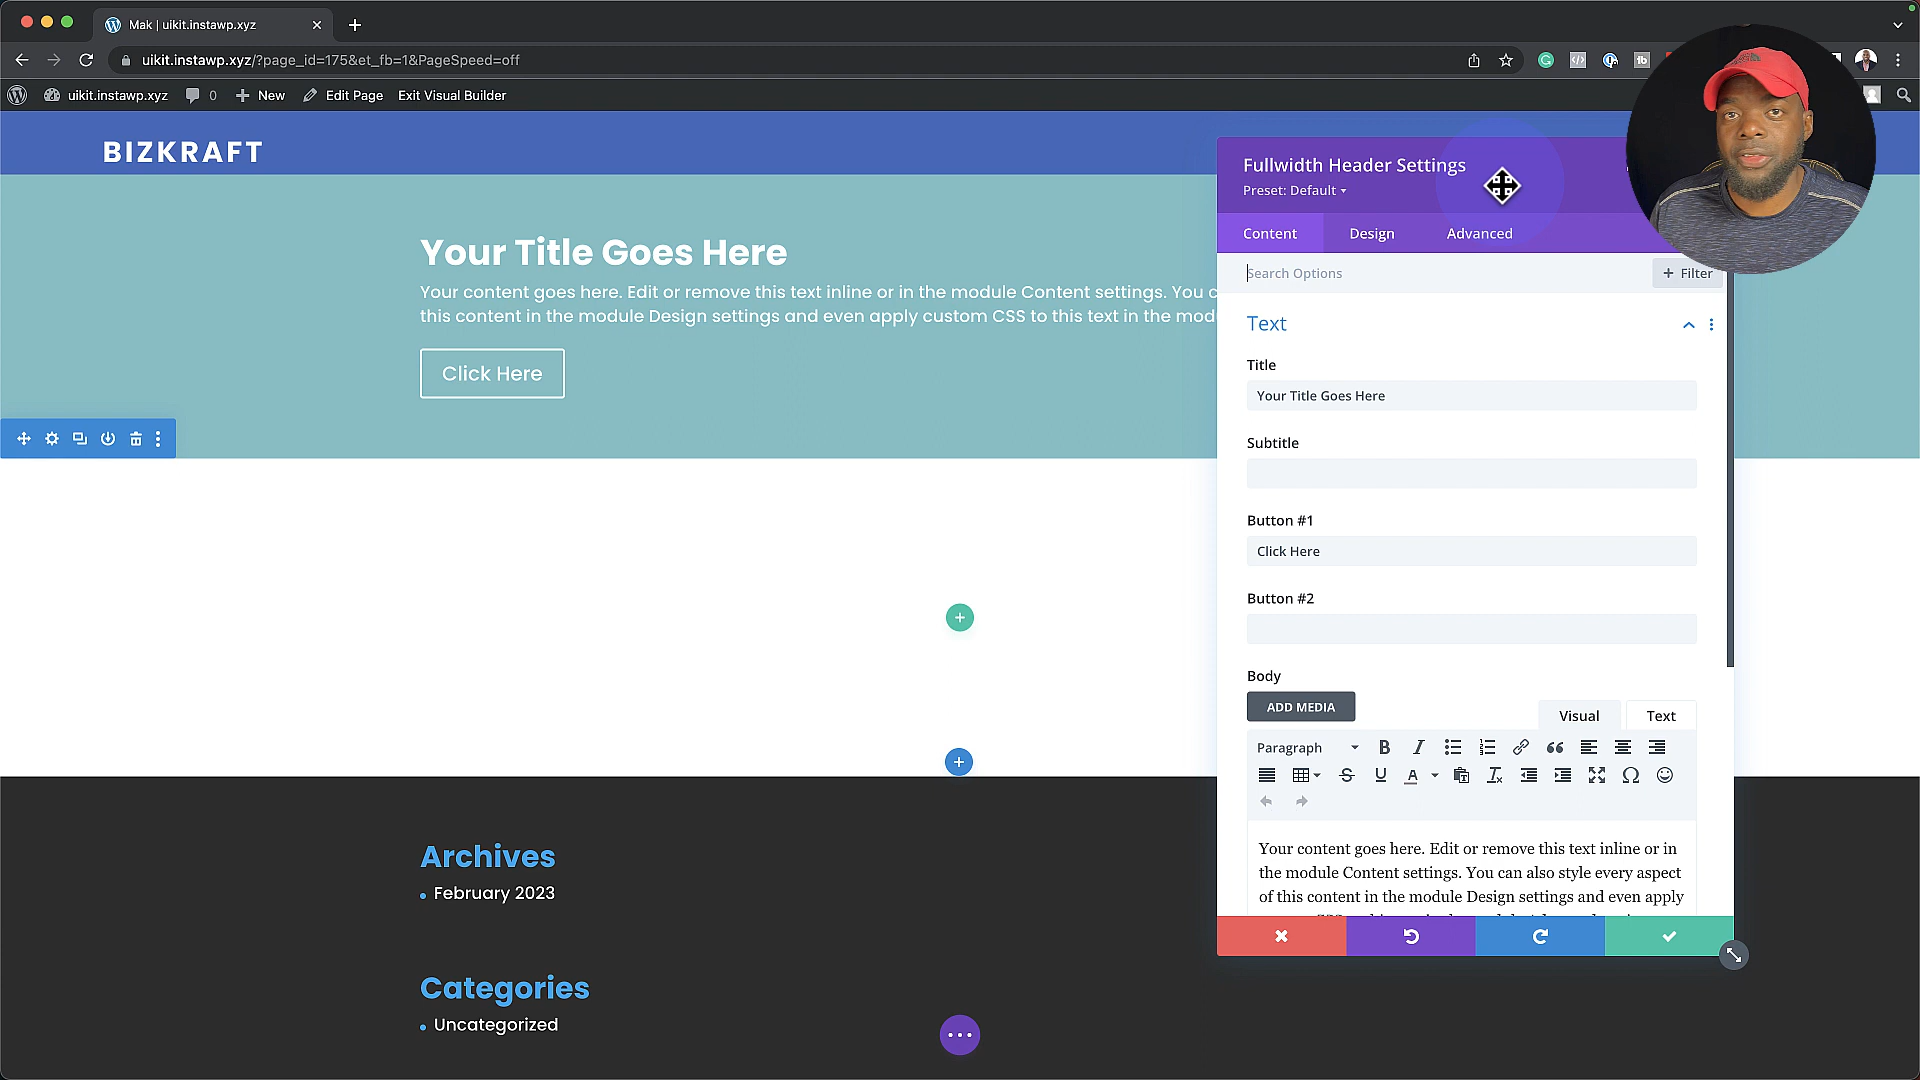 Mak | uikit.instawp.xyz
uikit.instawp.xyz/?page_id=175&et_fb=1&PageSpeed=off
uikit.instawp.xyz 0 New Edit Page Exit Visual Builder
BIZKRAFT
Your Title Goes Here
Your content goes here. Edit or remove this text inline or in the module Content settings. You c
this content in the module Design settings and even apply custom CSS to this text in the mod
Click Here
Archives
February 2023
Categories
Uncategorized
Fullwidth Header Settings
Preset: Default
Content Design Advanced
Search Options
+ Filter
Text
Title
Your Title Goes Here
Subtitle
Button #1
Click Here
Button #2
Body
ADD MEDIA
Visual Text
Paragraph
Your content goes here. Edit or remove this text inline or in
the module Content settings. You can also style every aspect
of this content in the module Design settings and even apply